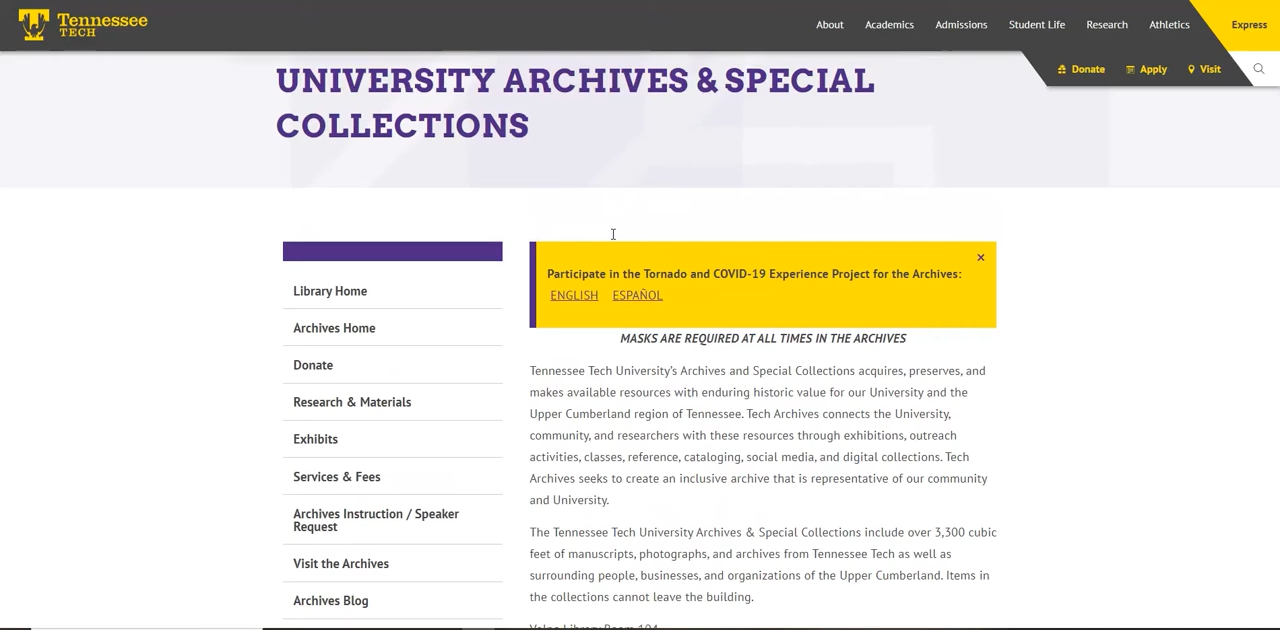 Tennessee
TECH
About Academics Admissions Student Life Research Athletics Express
Donate Apply Visit
UNIVERSITY ARCHIVES & SPECIAL
COLLECTIONS
Library Home
Archives Home
Donate
Research & Materials
Exhibits
Services & Fees
Archives Instruction / Speaker
Request
Visit the Archives
Archives Blog
Participate in the Tornado and COVID-19 Experience Project for the Archives:
ENGLISH ESPAÑOL
MASKS ARE REQUIRED AT ALL TIMES IN THE ARCHIVES
Tennessee Tech University's Archives and Special Collections acquires, preserves, and
makes available resources with enduring historic value for our University and the
Upper Cumberland region of Tennessee. Tech Archives connects the University,
community, and researchers with these resources through exhibitions, outreach
activities, classes, reference, cataloging, social media, and digital collections. Tech
Archives seeks to create an inclusive archive that is representative of our community
and University.
The Tennessee Tech University Archives & Special Collections include over 3,300 cubic
feet of manuscripts, photographs, and archives from Tennessee Tech as well as
surrounding people, businesses, and organizations of the Upper Cumberland. Items in
the collections cannot leave the building.